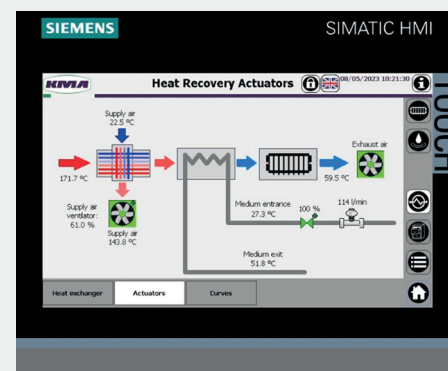 SIEMENS
SIMATIC HMI
TOUCH
KMA
Heat Recovery Actuators
08/05/2023 10:21:30
Supply air
22.5 ºC
171.7 ºC
Exhaust air
59.5 ºC
Supply air
ventilator:
61.0 %
Supply air
143.8 ºC
Medium entrance
27.3 ºC
100 %
114 l/min
Medium exit
51.8 ºC
Heat exchanger
Actuators
Curves